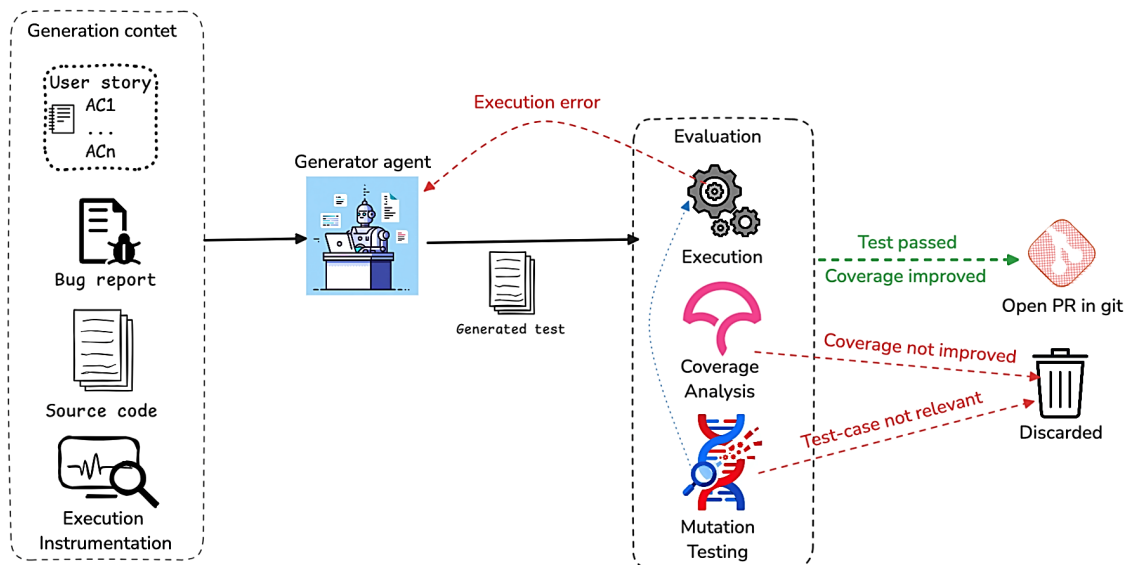 Generation contet
User story
AC1
...
ACn
Bug report
Source code
Execution
Instrumentation
Generator agent
Execution error
Generated test
Evaluation
Execution
Coverage
Analysis
Mutation
Testing
Test passed
Coverage improved
Coverage not improved
Test-case not relevant
Open PR in git
Discarded